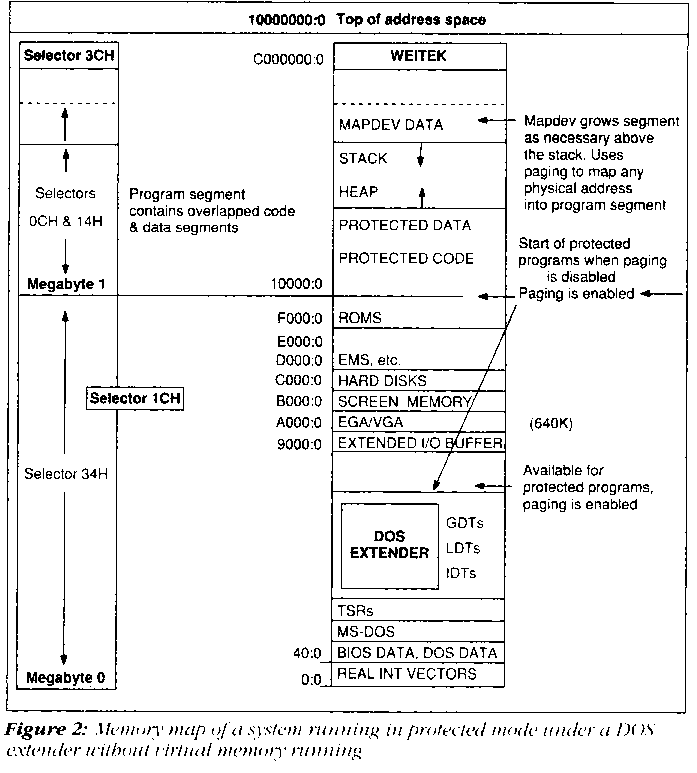 10000000:0 Top of address space
Selector 3CH
C000000:0
WEITEK
MAPDEV DATA
Mapdev grows segment
as necessary above
the stack. Uses
paging to map any
physical address
into program segment
STACK
HEAP
Selectors
0CH & 14H
Program segment
contains overlapped code
& data segments
PROTECTED DATA
PROTECTED CODE
Start of protected
programs when paging
is disabled
Paging is enabled
Megabyte 1
10000:0
F000:0 ROMS
E000:0
D000:0 EMS, etc.
C000:0 HARD DISKS
B000:0 SCREEN MEMORY
A000:0 EGA/VGA (640K)
9000:0 EXTENDED I/O BUFFER
Selector 1CH
Selector 34H
Available for
protected programs,
paging is enabled
DOS
EXTENDER
GDTs
LDTs
IDTs
TSRs
MS-DOS
40:0 BIOS DATA, DOS DATA
0:0 REAL INT VECTORS
Megabyte 0
Figure 2: Memory map of a system running in protected mode under a DOS
extender without virtual memory running